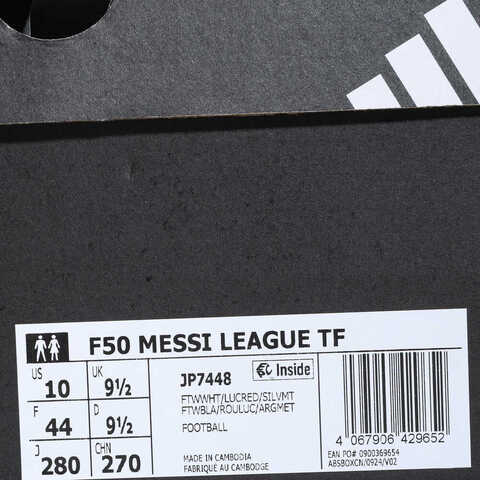 F50 MESSI LEAGUE TF
US 10 UK 9½
F 44 D 9½
J 280 CHN 270
JP7448
Inside
FTWWHT/LUCRED/SILVMT
FTWBLA/ROULUC/ARGMET
FOOTBALL
MADE IN CAMBODIA
FABRIQUÉ AU CAMBODGE
4 067906 429652
EAN PO# 0900369654
ABSBOXCN/0924/V02